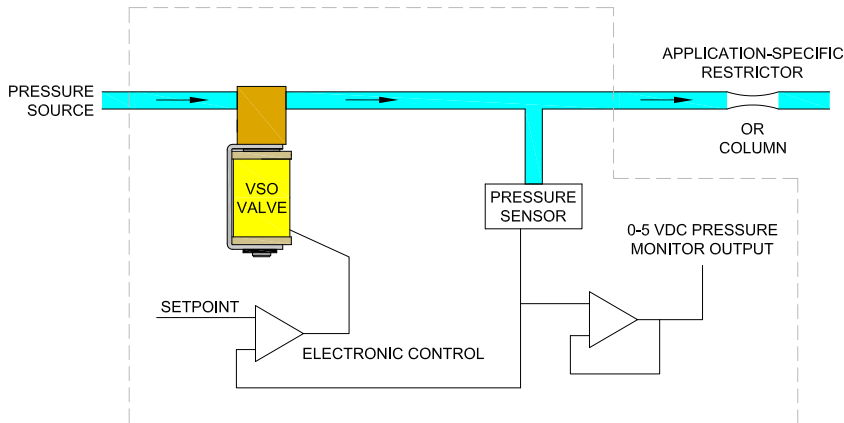 PRESSURE
SOURCE
APPLICATION-SPECIFIC
RESTRICTOR
OR
COLUMN
VSO
VALVE
PRESSURE
SENSOR
0-5 VDC PRESSURE
MONITOR OUTPUT
SETPOINT
ELECTRONIC CONTROL